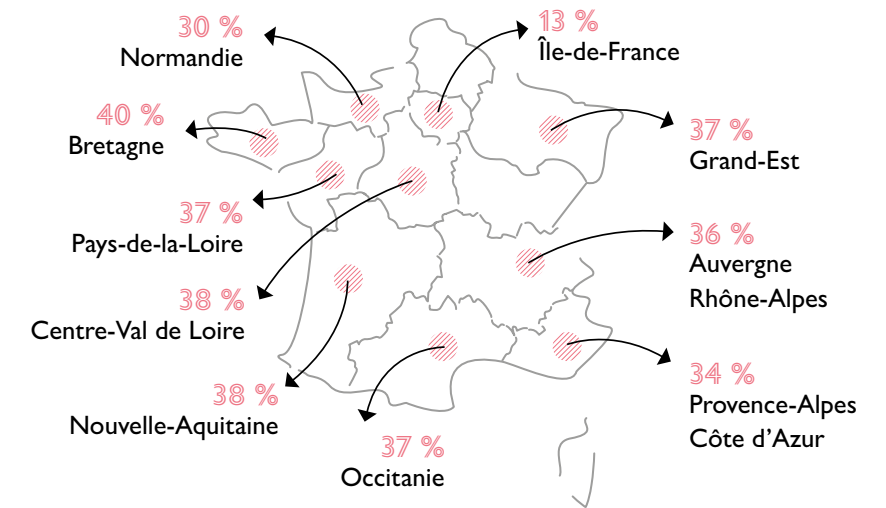 30 %
Normandie
13 %
Île-de-France
40 %
Bretagne
37 %
Grand-Est
37 %
Pays-de-la-Loire
36 %
Auvergne
Rhône-Alpes
38 %
Centre-Val de Loire
34 %
Provence-Alpes
Côte d’Azur
38 %
Nouvelle-Aquitaine
37 %
Occitanie